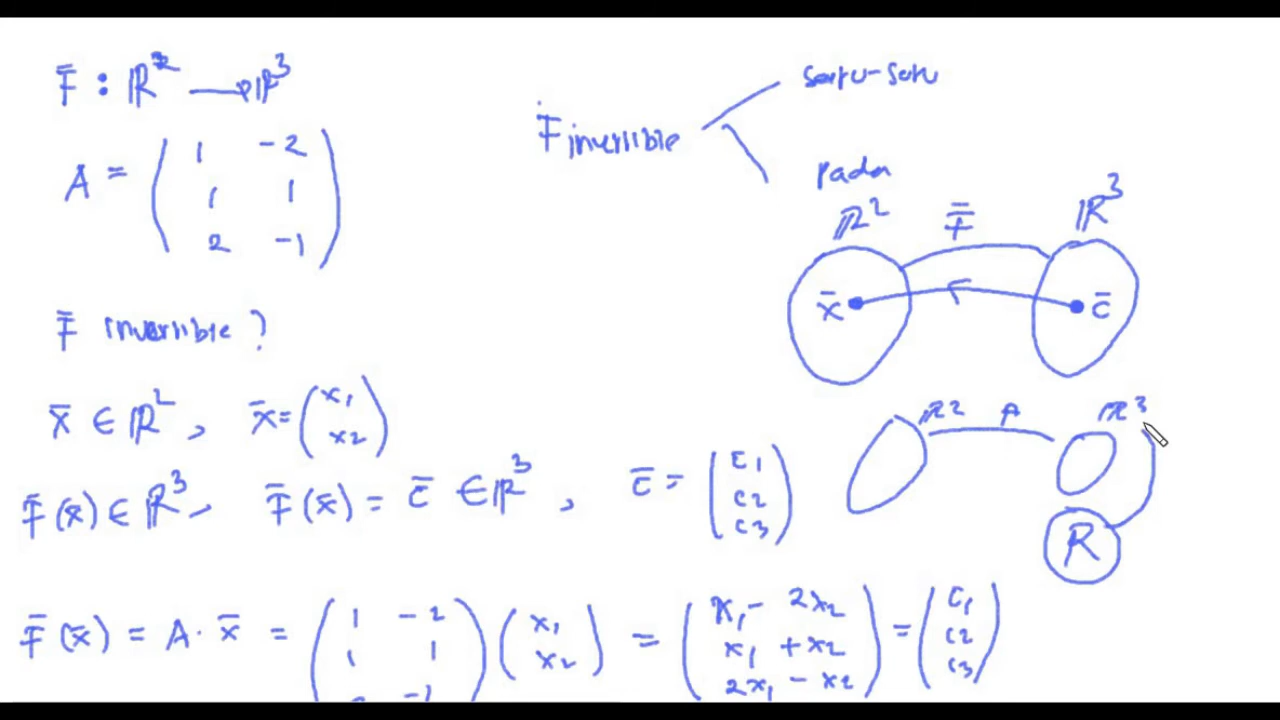 F̄ : ℝ² → ℝ³
A = ( 1 -2
1 1
2 -1 )
F̄ invertible ?
x̄ ∈ ℝ², x̄ = ( x₁
x₂ )
F̄(x̄) ∈ ℝ³, F̄(x̄) = c̄ ∈ ℝ³, c̄ = ( c₁
c₂
c₃ )
F̄(x̄) = A · x̄ = ( 1 -2
1 1
-1 ) ( x₁
x₂ ) = ( x₁ - 2x₂
x₁ + x₂
2x₁ - x₂ ) = ( c₁
c₂
c₃ )
F̄ invertible
satu-satu
pada
ℝ² F̄ ℝ³
x̄ c̄
ℝ² A ℝ³
R